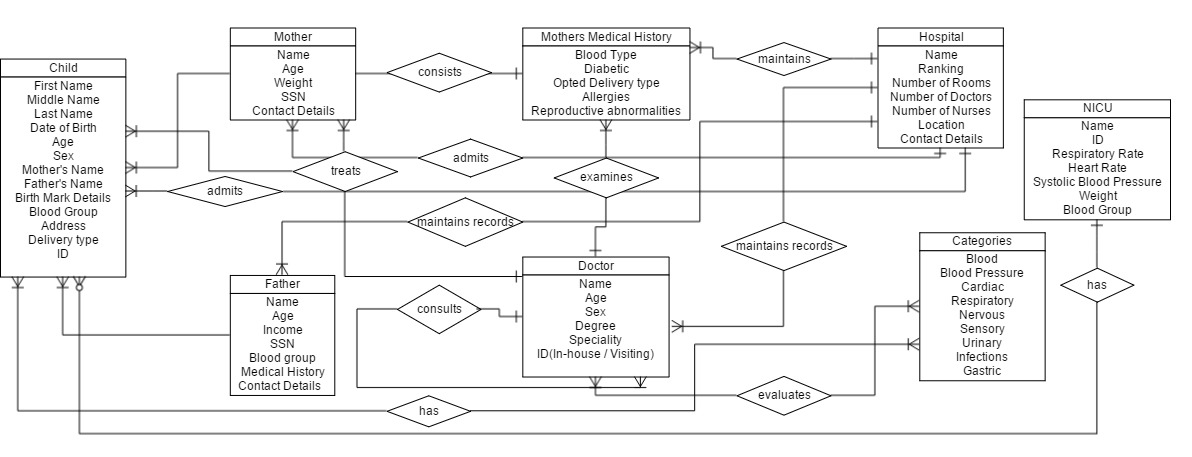 Child
First Name
Middle Name
Last Name
Date of Birth
Age
Sex
Mother's Name
Father's Name
Birth Mark Details
Blood Group
Address
Delivery type
ID
Mother
Name
Age
Weight
SSN
Contact Details
consists
Mothers Medical History
Blood Type
Diabetic
Opted Delivery type
Allergies
Reproductive abnormalities
maintains
Hospital
Name
Ranking
Number of Rooms
Number of Doctors
Number of Nurses
Location
Contact Details
NICU
Name
ID
Respiratory Rate
Heart Rate
Systolic Blood Pressure
Weight
Blood Group
admits
treats
examines
admits
maintains records
maintains records
Father
Name
Age
Income
SSN
Blood group
Medical History
Contact Details
consults
Doctor
Name
Age
Sex
Degree
Speciality
ID(In-house / Visiting)
Categories
Blood
Blood Pressure
Cardiac
Respiratory
Nervous
Sensory
Urinary
Infections
Gastric
has
evaluates
has